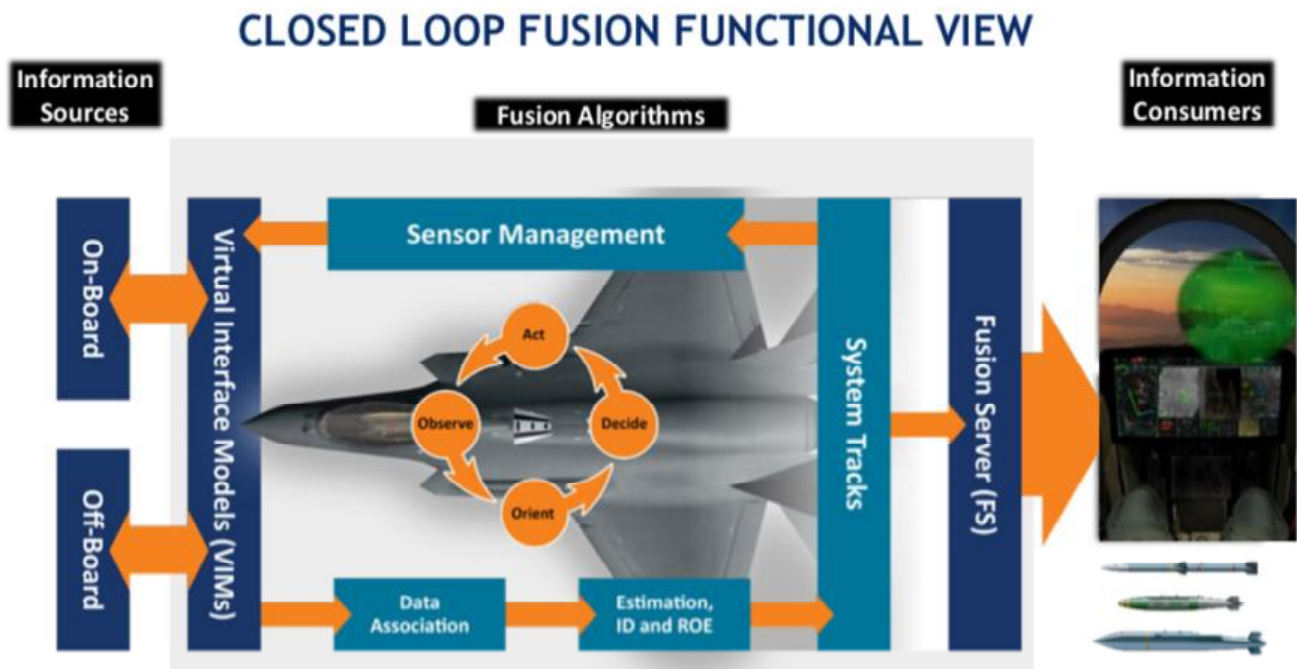 CLOSED LOOP FUSION FUNCTIONAL VIEW
Information
Sources
Fusion Algorithms
Information
Consumers
On-Board
Off-Board
Virtual Interface Models (VIMs)
Sensor Management
Act
Observe
Decide
Orient
Data
Association
Estimation,
ID and ROE
System Tracks
Fusion Server (FS)